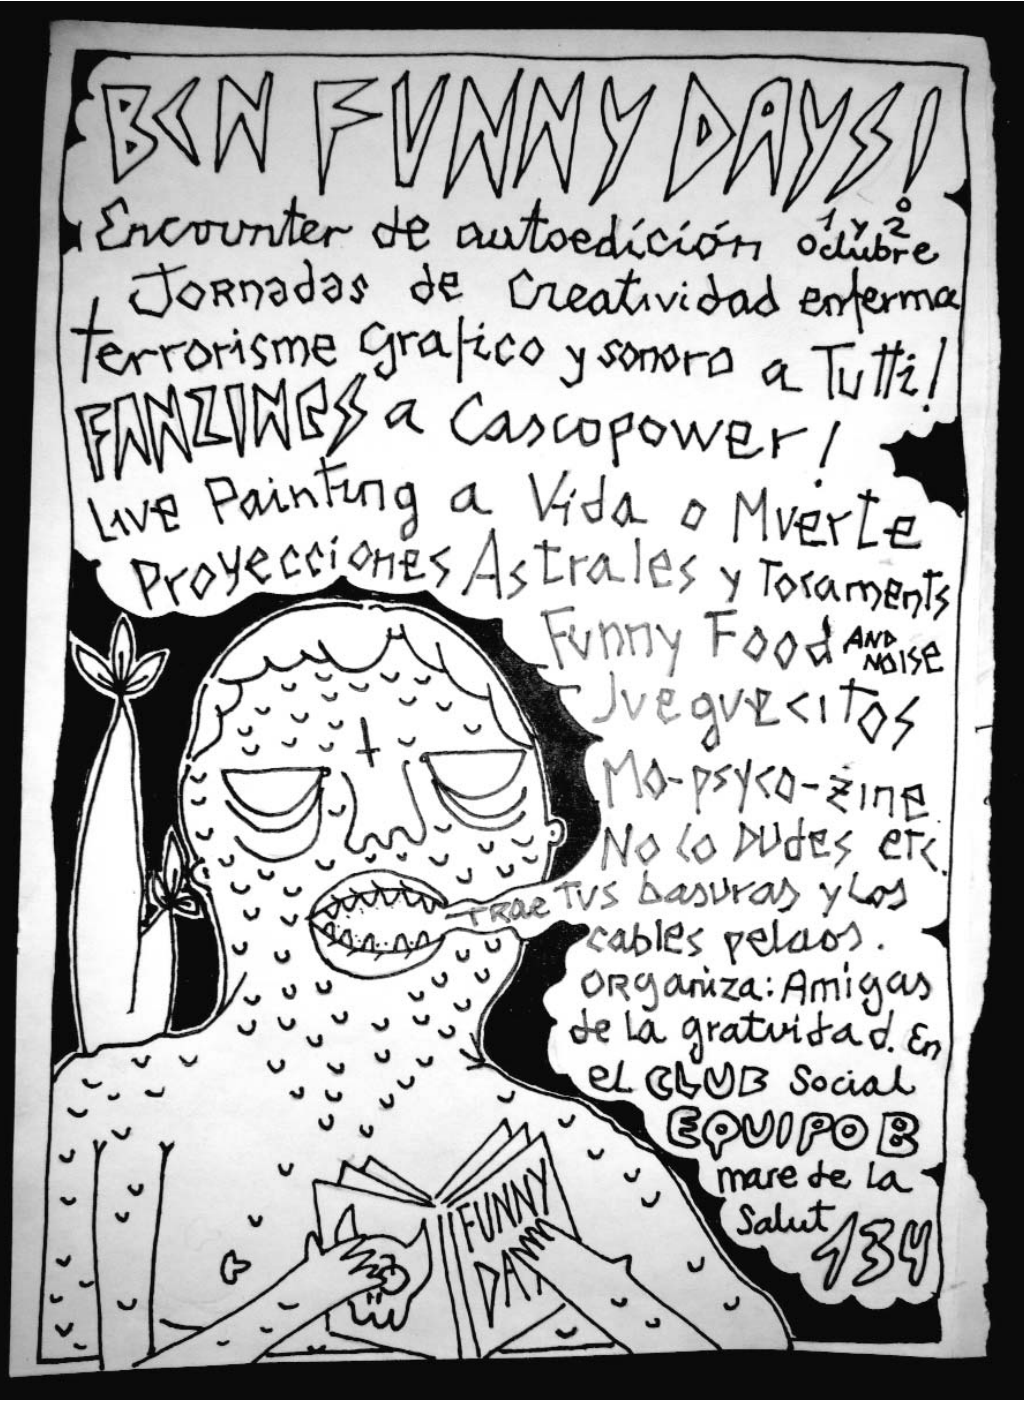 BCN FUNNY DAYS!
Encounter de autoedición 1 y 2 octubre
Jornadas de Creatividad enferma
terrorisme grafico y sonoro a Tutti!
FANZINES a Cascopower!
Live Painting a Vida o Muerte
Proyecciones Astrales y Tocaments
Funny Food AND NOISE
Jueguecitos
Mo-psyco-zine
No lo DUdes etc.
TRAE TUS basuras y Los
cables pelaos.
ORganiza: Amigas
de la gratuidad. En
el CLUB Social
EQUIPO B
mare de la
Salut 134
FUNNY
DAY